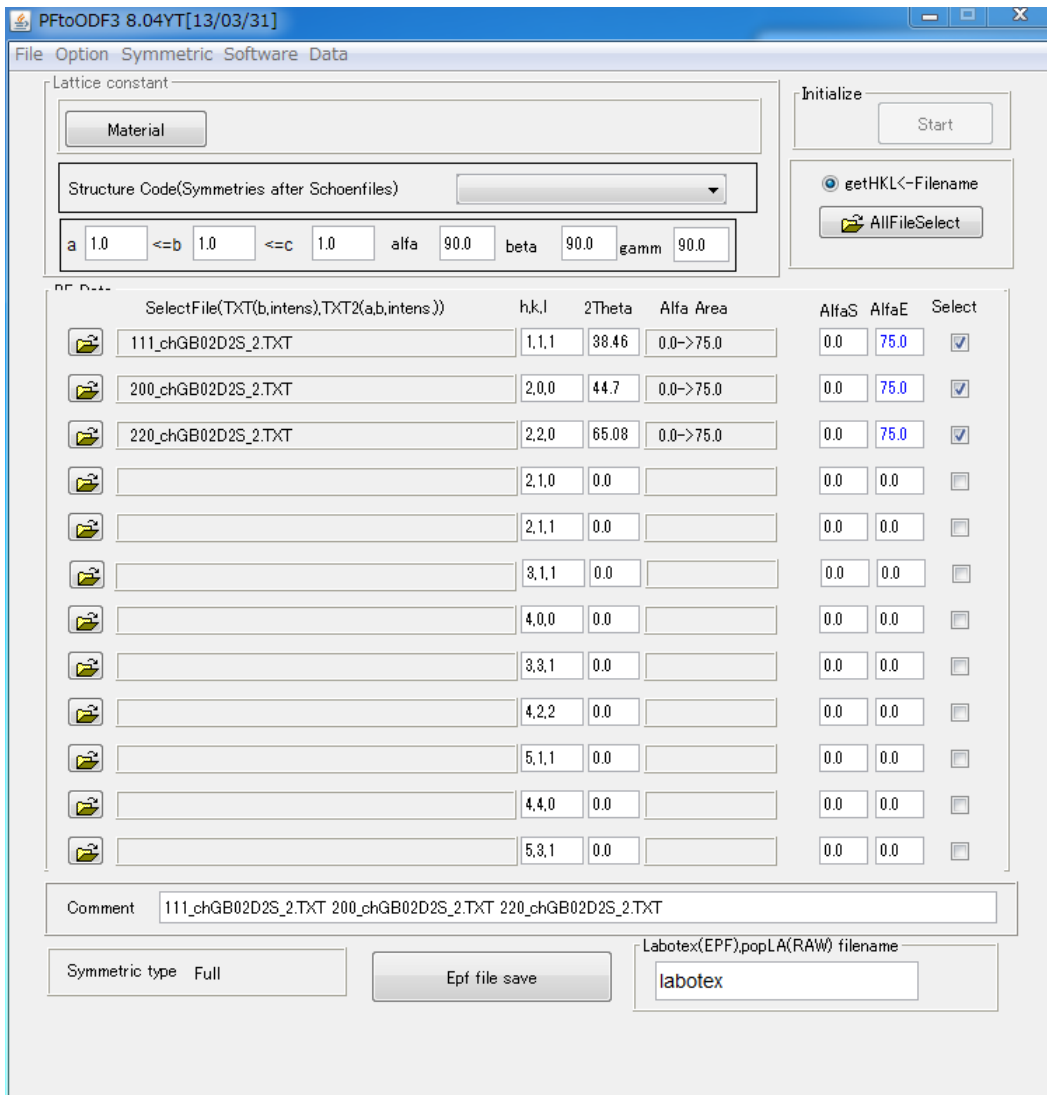 PFtoODF3 8.04YT[13/03/31]
File Option Symmetric Software Data
Lattice constant
Initialize
Material
Start
Structure Code(Symmetries after Schoenfiles)
getHKL<-Filename
AllFileSelect
a 1.0 <=b 1.0 <=c 1.0 alfa 90.0 beta 90.0 gamm 90.0
PF Data
SelectFile(TXT(b,intens),TXT2(a,b,intens.)) h,k,l 2Theta Alfa Area AlfaS AlfaE Select
111_chGB02D2S_2.TXT 1,1,1 38.46 0.0->75.0 0.0 75.0
200_chGB02D2S_2.TXT 2,0,0 44.7 0.0->75.0 0.0 75.0
220_chGB02D2S_2.TXT 2,2,0 65.08 0.0->75.0 0.0 75.0
2,1,0 0.0 0.0 0.0
2,1,1 0.0 0.0 0.0
3,1,1 0.0 0.0 0.0
4,0,0 0.0 0.0 0.0
3,3,1 0.0 0.0 0.0
4,2,2 0.0 0.0 0.0
5,1,1 0.0 0.0 0.0
4,4,0 0.0 0.0 0.0
5,3,1 0.0 0.0 0.0
Comment 111_chGB02D2S_2.TXT 200_chGB02D2S_2.TXT 220_chGB02D2S_2.TXT
Symmetric type Full
Epf file save
Labotex(EPF),popLA(RAW) filename
labotex